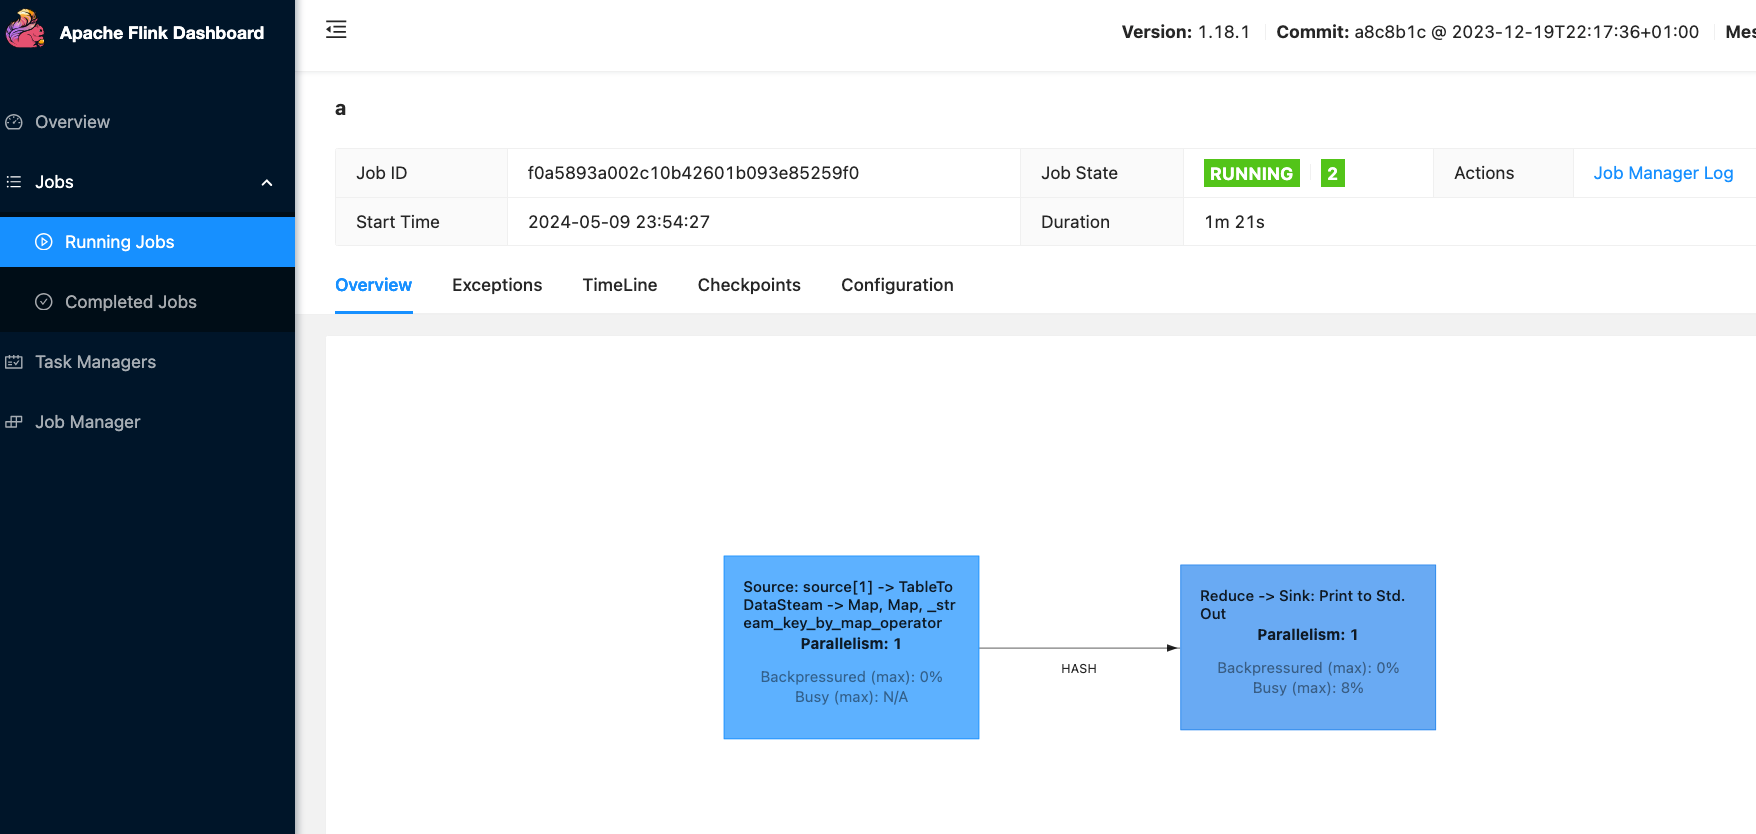 Apache Flink Dashboard
Version: 1.18.1 Commit: a8c8b1c @ 2023-12-19T22:17:36+01:00 Mes
Overview
Jobs
Running Jobs
Completed Jobs
Task Managers
Job Manager
a
Job ID f0a5893a002c10b42601b093e85259f0 Job State RUNNING 2 Actions Job Manager Log
Start Time 2024-05-09 23:54:27 Duration 1m 21s
Overview Exceptions TimeLine Checkpoints Configuration
Source: source[1] -> TableTo
DataSteam -> Map, Map, _str
eam_key_by_map_operator
Parallelism: 1
Backpressured (max): 0%
Busy (max): N/A
HASH
Reduce -> Sink: Print to Std.
Out
Parallelism: 1
Backpressured (max): 0%
Busy (max): 8%